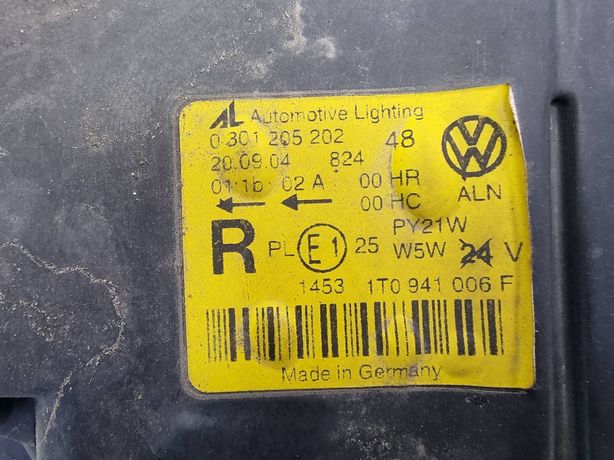 AL Automotive Lighting
0 301 205 202 48
20.09.04 824
01 1b 02 A 00 HR
← ← 00 HC
ALN
PY21W
R PL E1 25 W5W 24 V
1453 1T0 941 006 F
Made in Germany